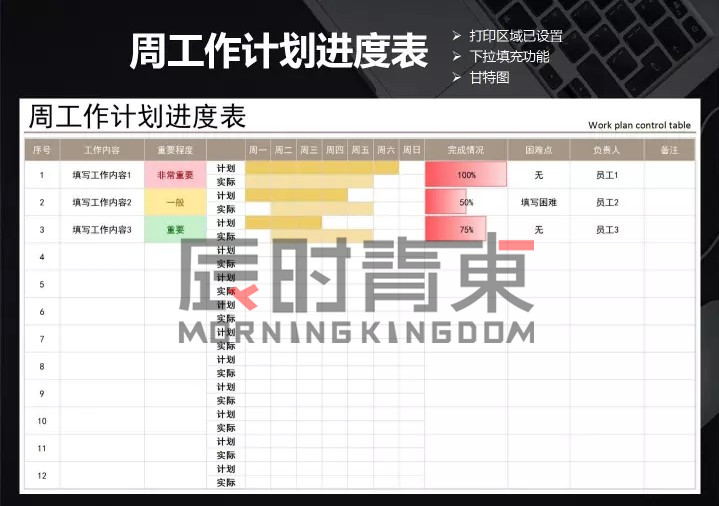 周工作计划进度表
打印区域已设置
下拉填充功能
甘特图
周工作计划进度表
Work plan control table
序号 工作内容 重要程度 周一 周二 周三 周四 周五 周六 周日 完成情况 困难点 负责人 备注
1 填写工作内容1 非常重要 计划 100% 无 员工1
实际
2 填写工作内容2 一般 计划 50% 填写困难 员工2
实际
3 填写工作内容3 重要 计划 75% 无 员工3
实际
4 计划
实际
5 计划
实际
6 计划
实际
7 计划
实际
8 计划
实际
9 计划
实际
10 计划
实际
11 计划
实际
12 计划
实际
辰时青東
MORNINGKINGDOM